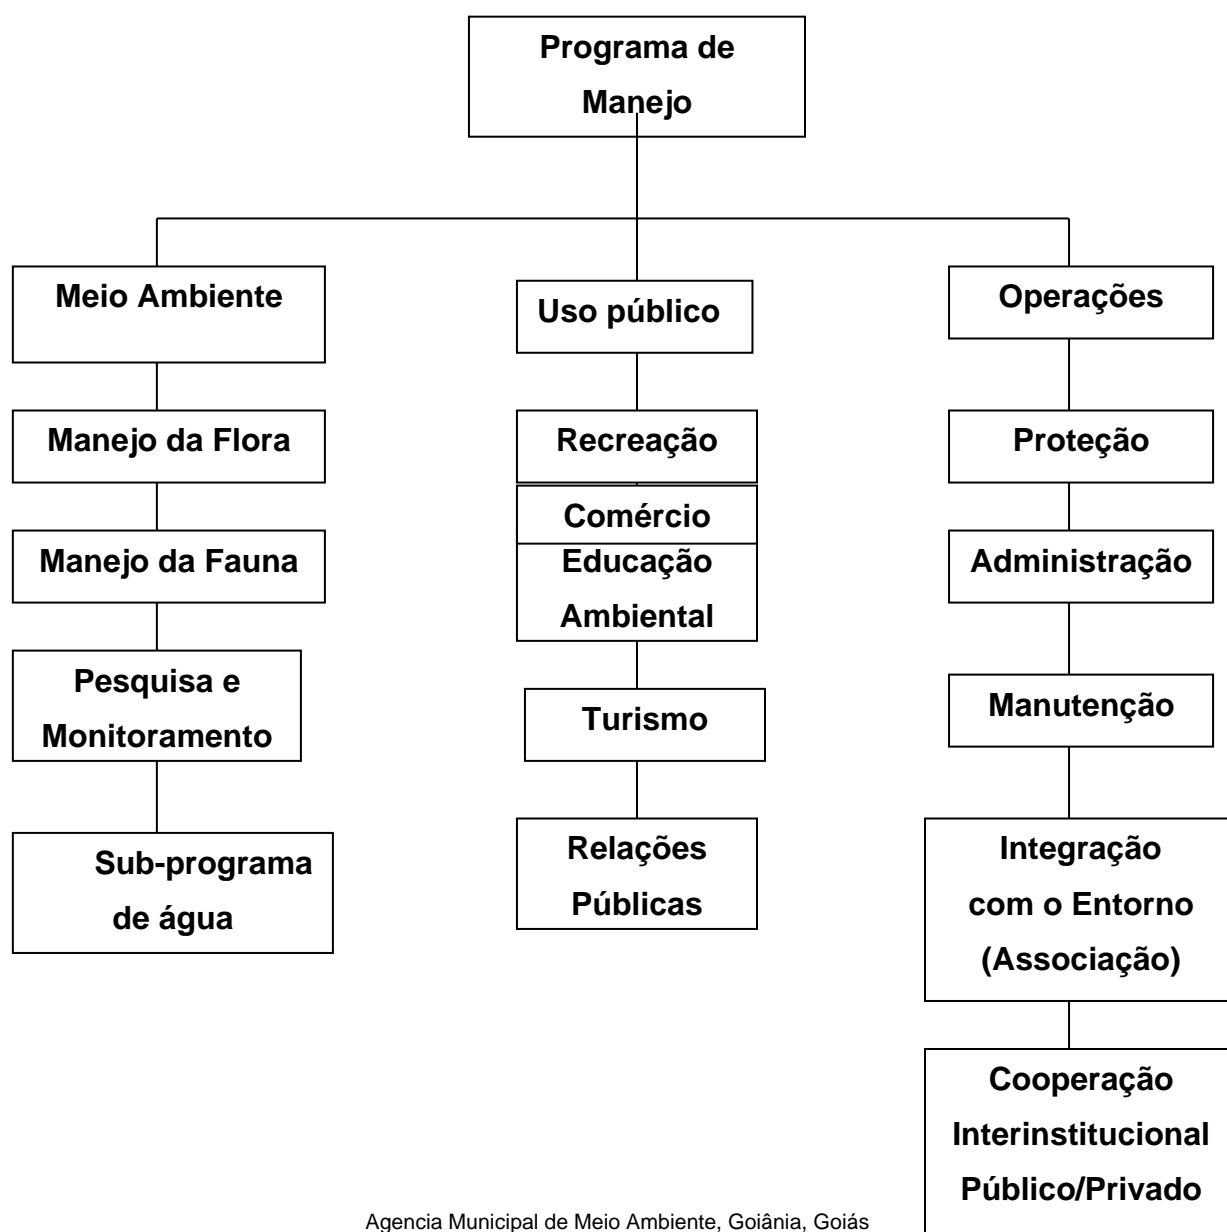 Programa de
Manejo
Meio Ambiente
Manejo da Flora
Manejo da Fauna
Pesquisa e
Monitoramento
Sub-programa
de água
Uso público
Recreação
Comércio
Educação
Ambiental
Turismo
Relações
Públicas
Operações
Proteção
Administração
Manutenção
Integração
com o Entorno
(Associação)
Cooperação
Interinstitucional
Público/Privado
Agencia Municipal de Meio Ambiente, Goiânia, Goiás